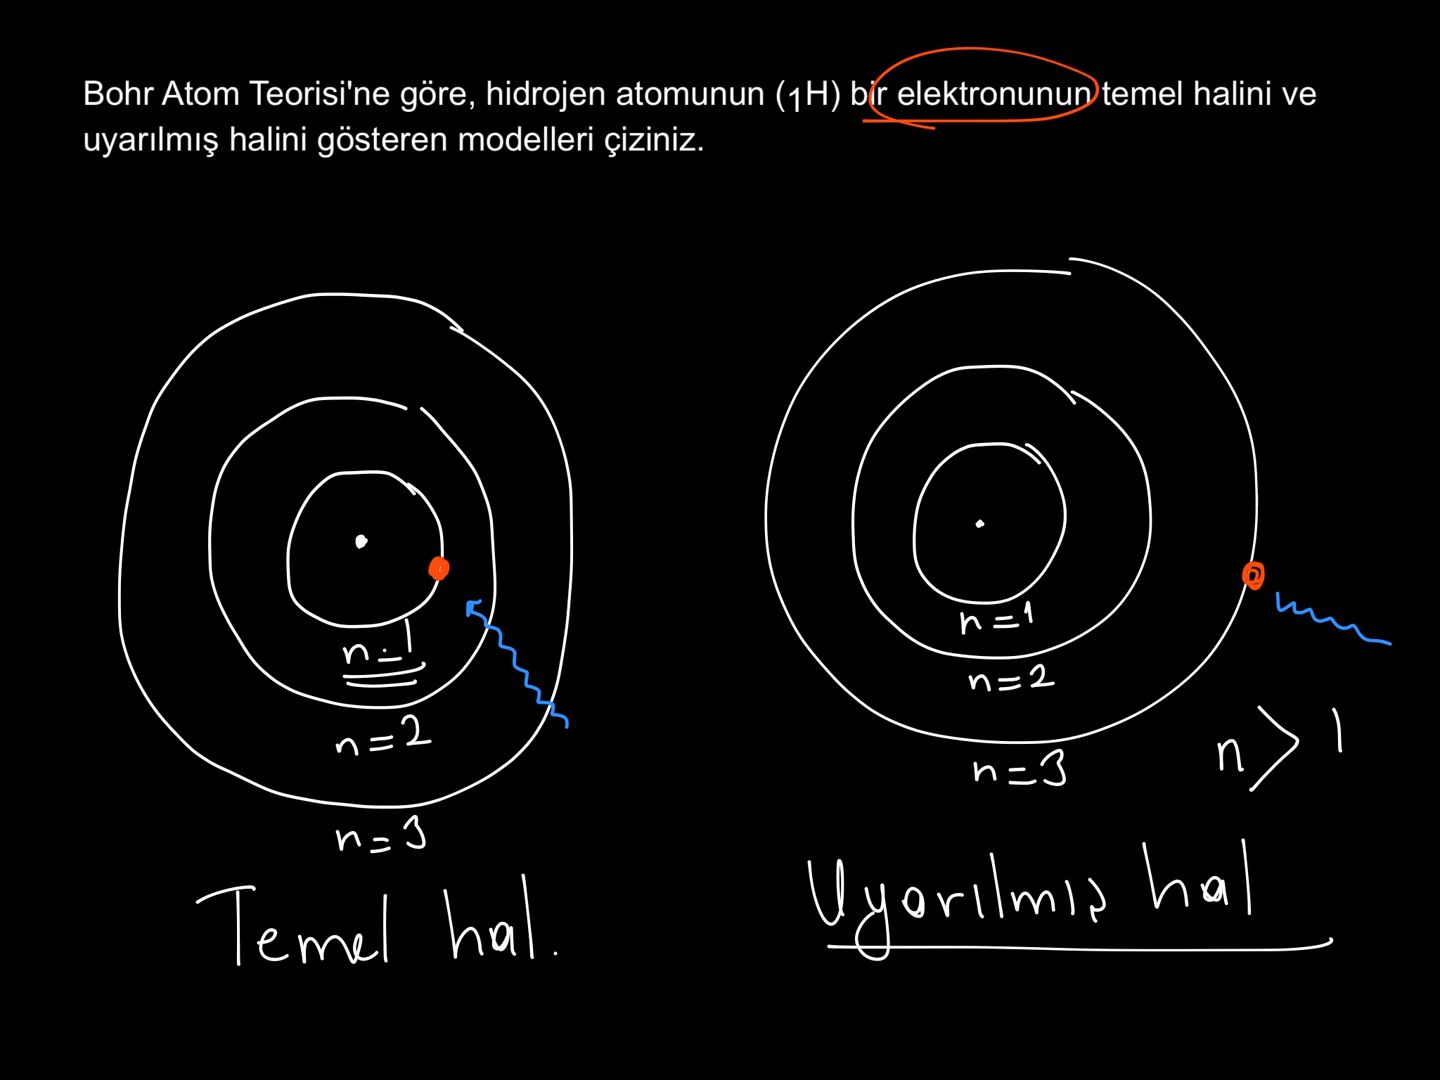 Bohr Atom Teorisi'ne göre, hidrojen atomunun (₁H) bir elektronunun temel halini ve
uyarılmış halini gösteren modelleri çiziniz.
n=1
n=2
n=3
Temel hal.
n=1
n=2
n=3
n > 1
Uyarılmış hal